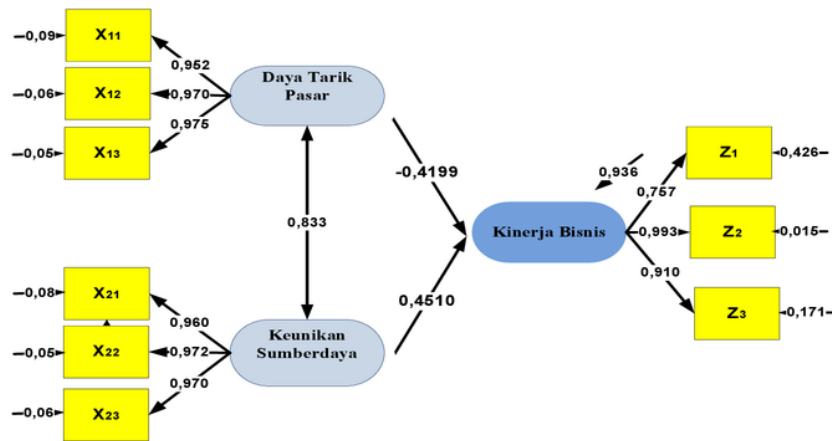 0,09
X11
0,952
0,06
X12
0,970
0,05
X13
0,975
Daya Tarik
Pasar
-0,4199
0,833
0,936
Z1
0,426
0,757
Kinerja Bisnis
0,993
Z2
0,015
0,910
Z3
0,171
0,4510
0,08
X21
0,960
0,05
X22
0,972
0,06
X23
0,970
Keunikan
Sumberdaya